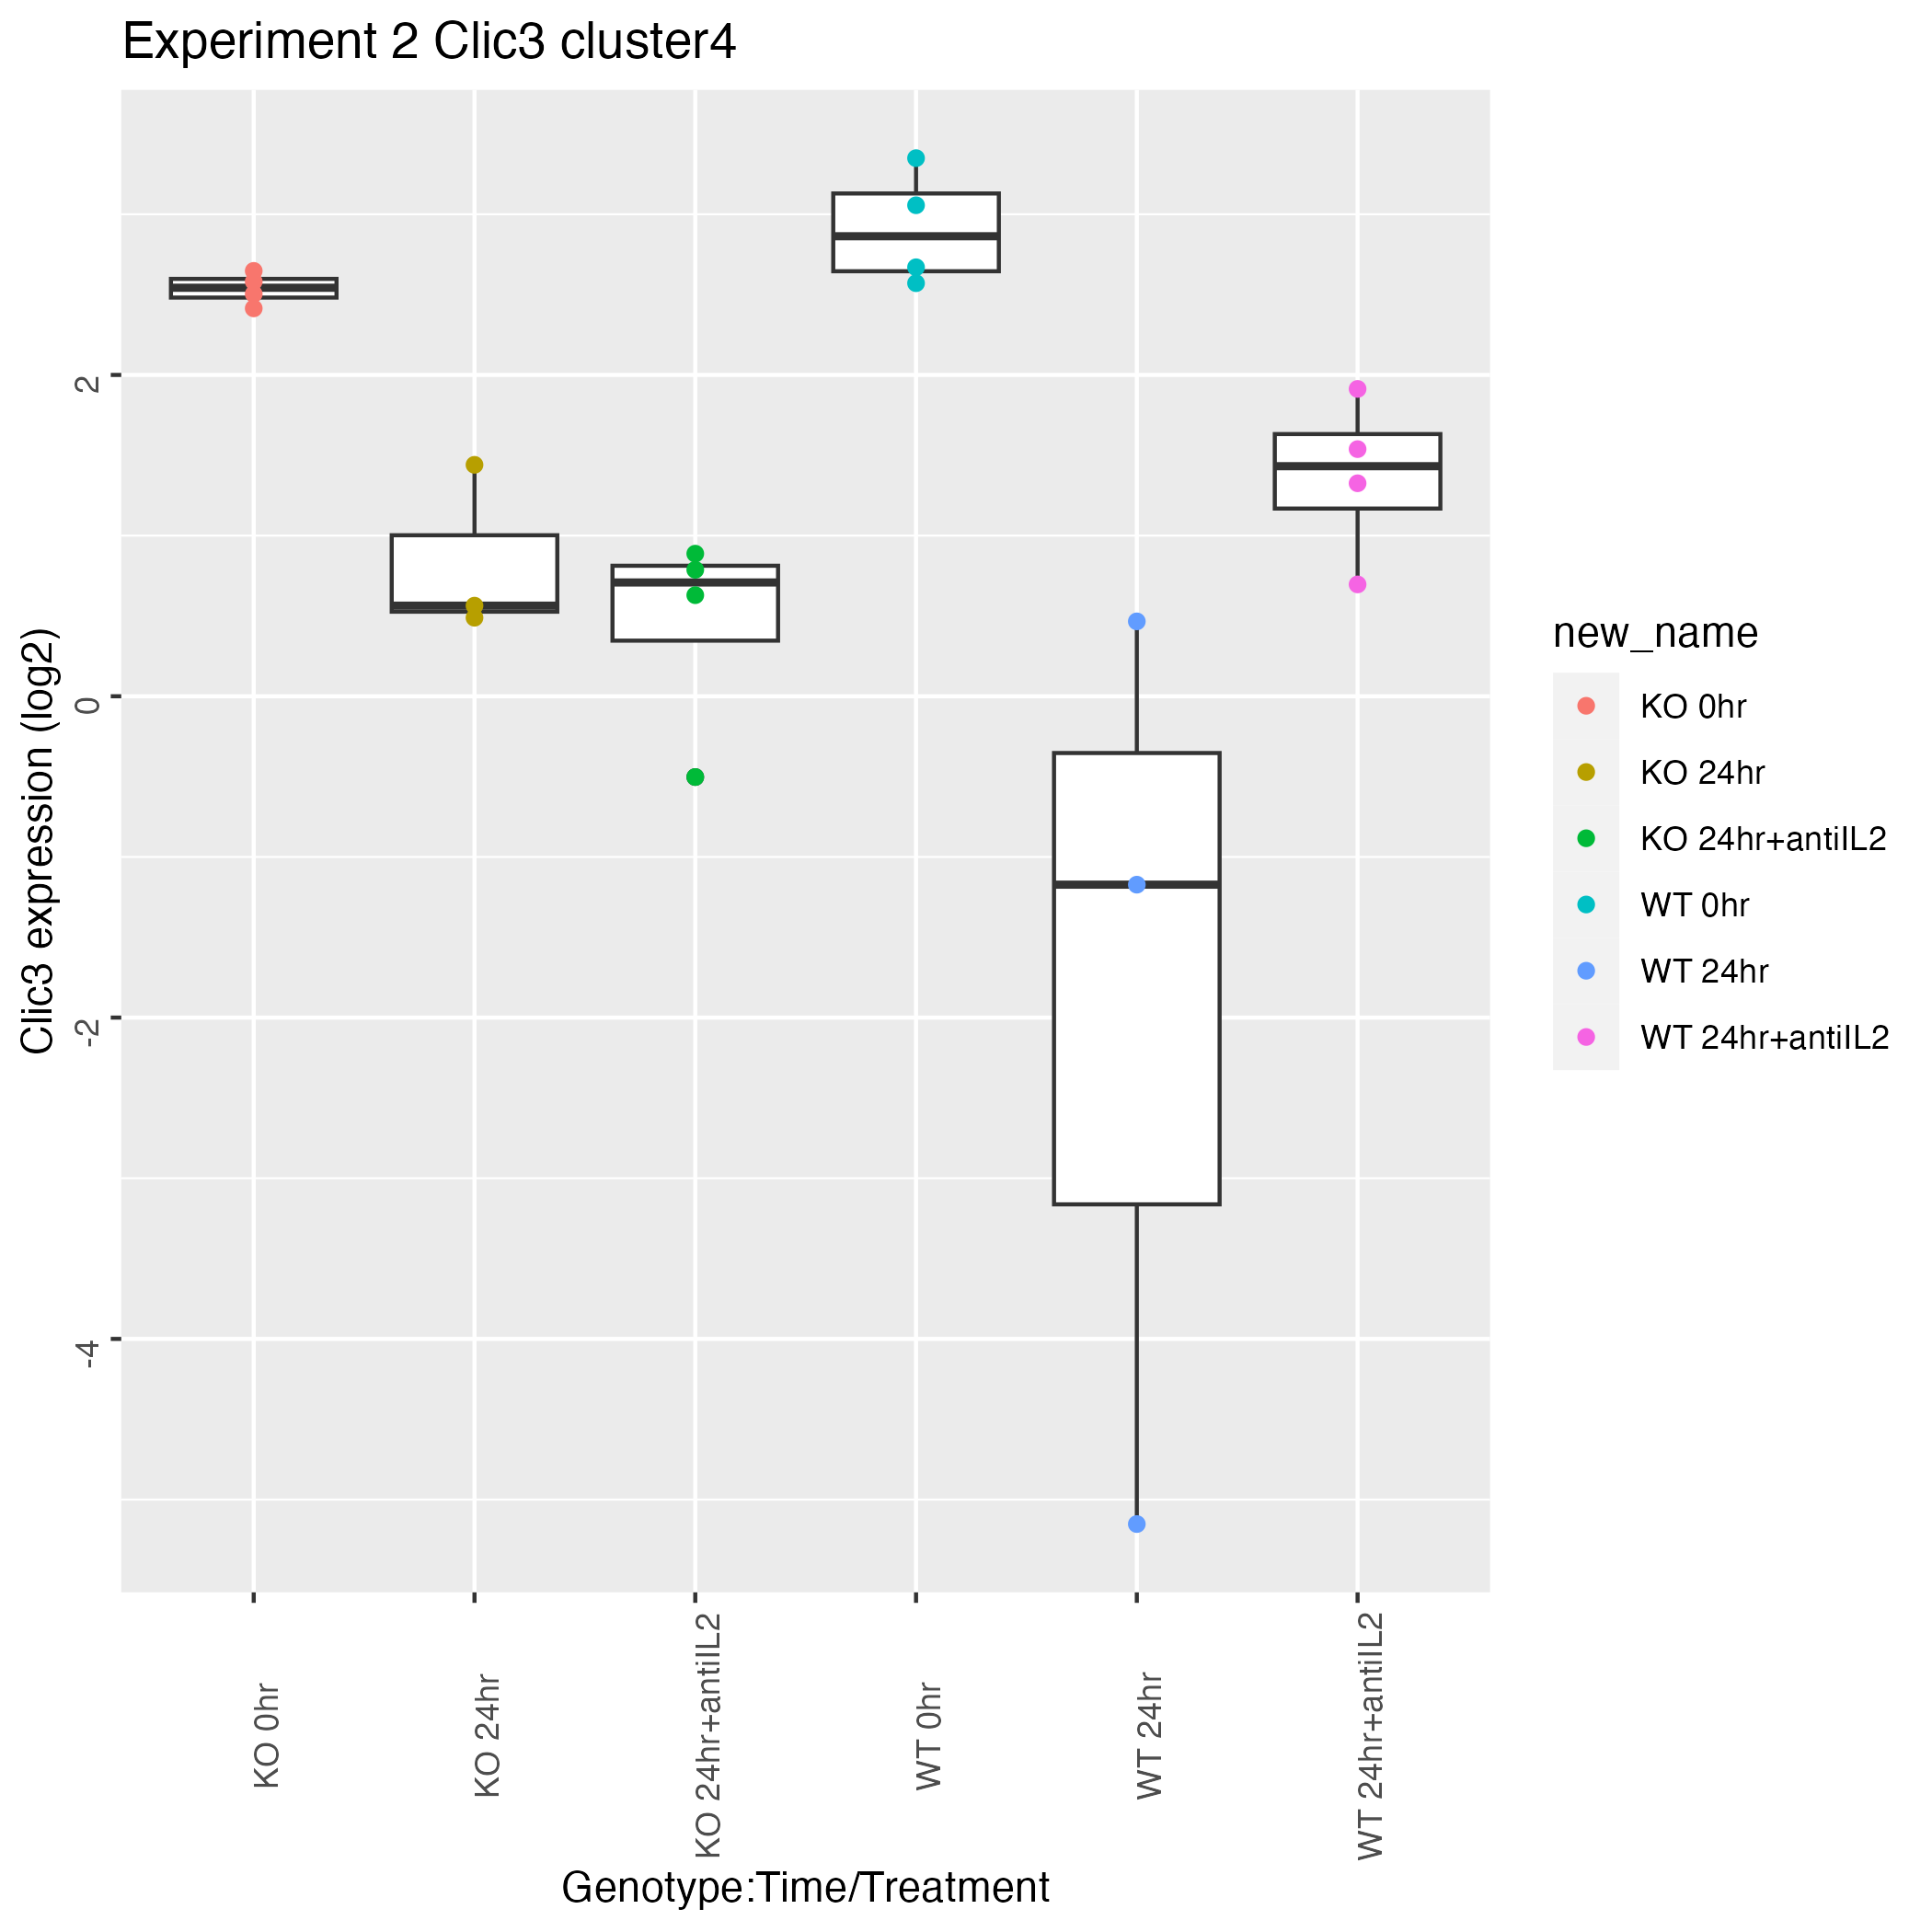 Experiment 2 Clic3 cluster4
Clic3 expression (log2)
2
0
-2
-4
KO 0hr
KO 24hr
KO 24hr+antiIL2
WT 0hr
WT 24hr
WT 24hr+antiIL2
Genotype:Time/Treatment
new_name
KO 0hr
KO 24hr
KO 24hr+antiIL2
WT 0hr
WT 24hr
WT 24hr+antiIL2